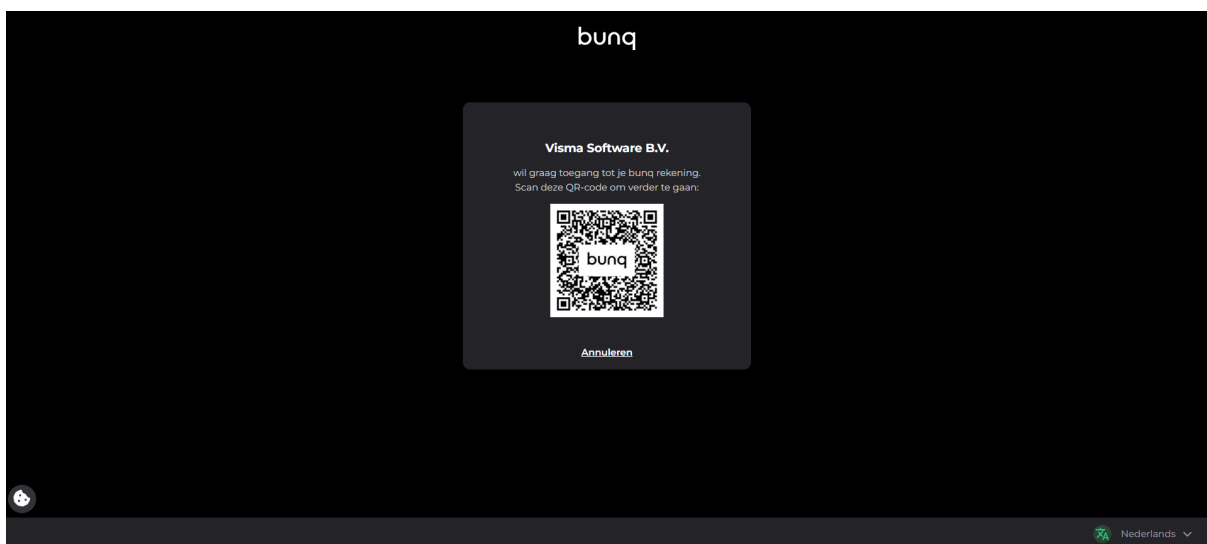 bunq
Visma Software B.V.
wil graag toegang tot je bunq rekening.
Scan deze QR-code om verder te gaan:
bunq
Annuleren
Nederlands